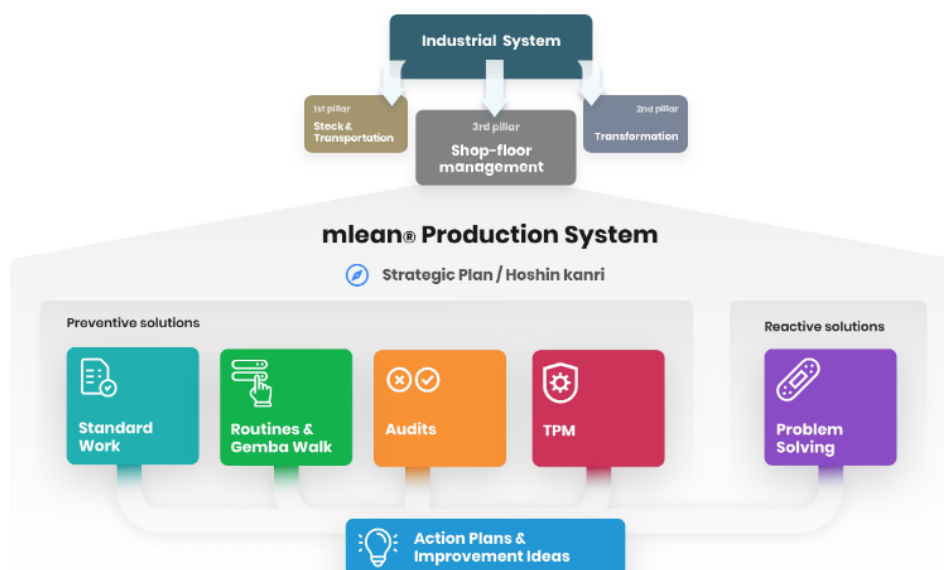 Industrial System
1st pillar
Stock &
Transportation
3rd pillar
Shop-floor
management
2nd pillar
Transformation
mlean® Production System
Strategic Plan / Hoshin kanri
Preventive solutions
Standard
Work
Routines &
Gemba Walk
Audits
TPM
Reactive solutions
Problem
Solving
Action Plans &
Improvement Ideas